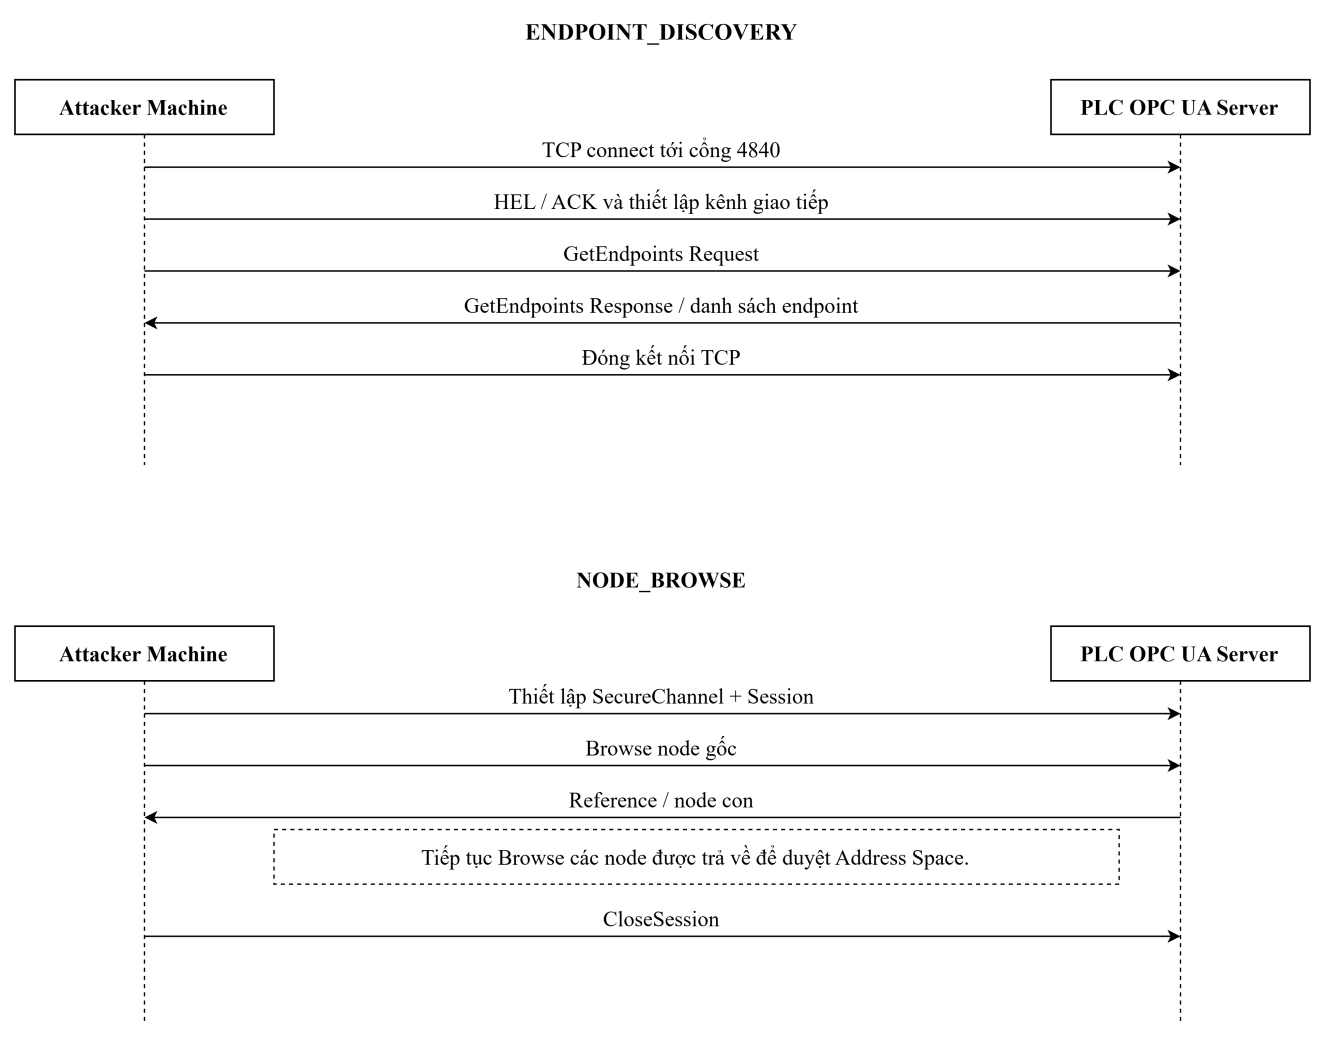 ENDPOINT_DISCOVERY
Attacker Machine
PLC OPC UA Server
TCP connect tới cổng 4840
HEL / ACK và thiết lập kênh giao tiếp
GetEndpoints Request
GetEndpoints Response / danh sách endpoint
Đóng kết nối TCP
NODE_BROWSE
Attacker Machine
PLC OPC UA Server
Thiết lập SecureChannel + Session
Browse node gốc
Reference / node con
Tiếp tục Browse các node được trả về để duyệt Address Space.
CloseSession